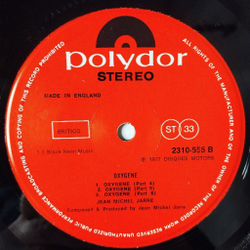 polydor
STEREO
MADE IN ENGLAND
BRITICO
ST 33
2310-555 B
℗ 1977 DISQUES MOTORS
OXYGENE
1. OXYGENE (Part 4)
2. OXYGENE (Part 5)
3. OXYGENE (Part 6)
JEAN MICHEL JARRE
Composed & Produced by Jean Michel Jarre
ALL RIGHTS OF THE MANUFACTURER AND OF THE OWNER OF THE RECORDED WORK RESERVED UNAUTHORISED PUBLIC PERFORMANCE BROADCASTING AND COPYING OF THIS RECORD PROHIBITED